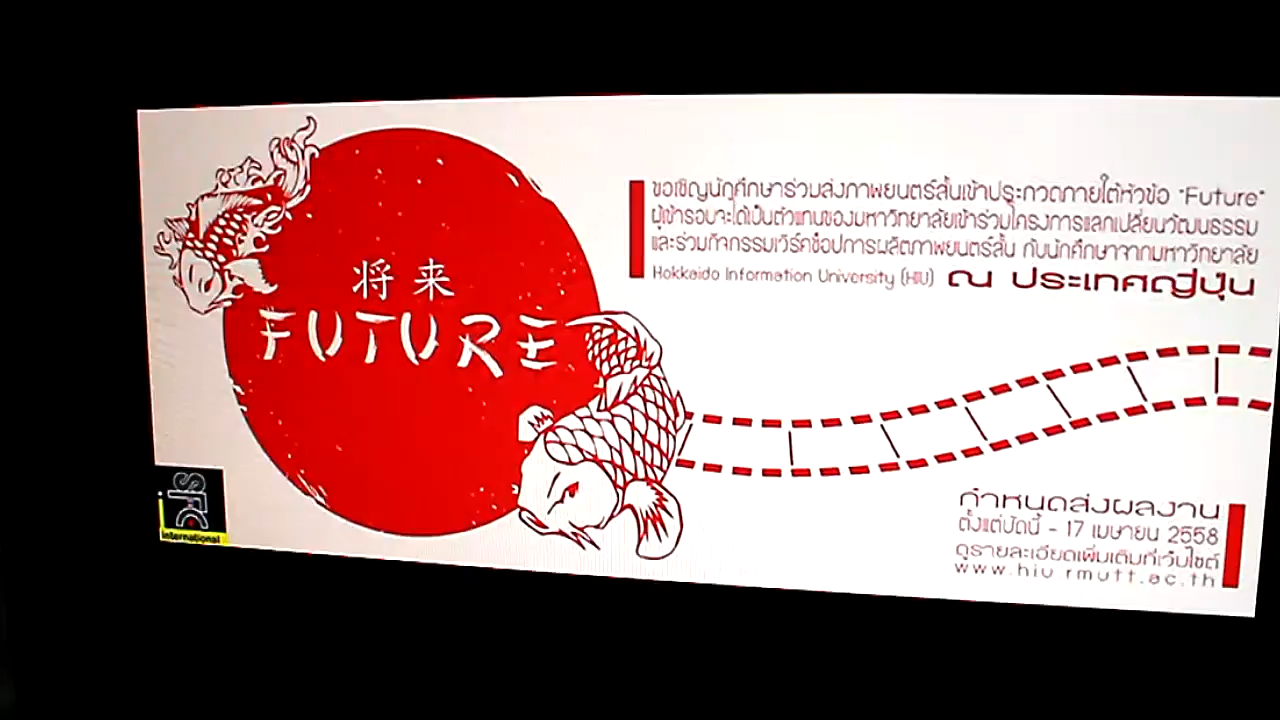 将来
FUTURE
ขอเชิญนักศึกษาร่วมส่งภาพยนตร์สั้นเข้าประกวดภายใต้หัวข้อ "Future"
ผู้เข้ารอบจะได้เป็นตัวแทนของมหาวิทยาลัยเข้าร่วมโครงการแลกเปลี่ยนวัฒนธรรม
และร่วมกิจกรรมเวิร์คช็อปการผลิตภาพยนตร์สั้น กับนักศึกษาจากมหาวิทยาลัย
Hokkaido Information University (HIU) ณ ประเทศญี่ปุ่น
กำหนดส่งผลงาน
ตั้งแต่บัดนี้ - 17 เมษายน 2558
ดูรายละเอียดเพิ่มเติมที่เว็บไซต์
www.hiu rmutt.ac.th
international